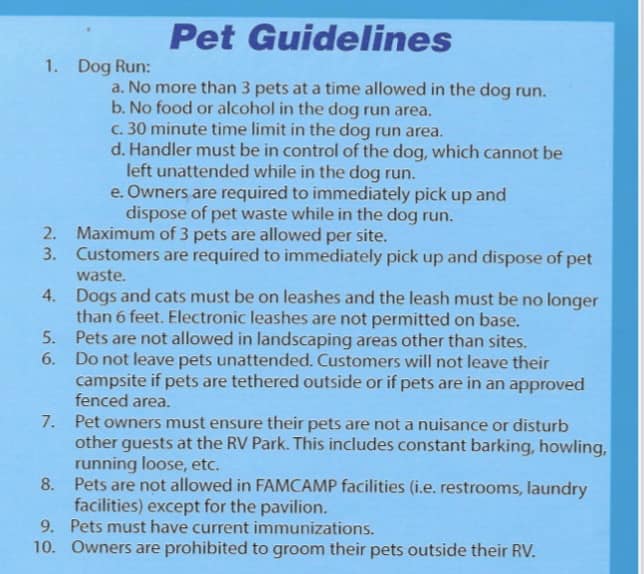 Pet Guidelines
1. Dog Run:
a. No more than 3 pets at a time allowed in the dog run.
b. No food or alcohol in the dog run area.
c. 30 minute time limit in the dog run area.
d. Handler must be in control of the dog, which cannot be
left unattended while in the dog run.
e. Owners are required to immediately pick up and
dispose of pet waste while in the dog run.
2. Maximum of 3 pets are allowed per site.
3. Customers are required to immediately pick up and dispose of pet
waste.
4. Dogs and cats must be on leashes and the leash must be no longer
than 6 feet. Electronic leashes are not permitted on base.
5. Pets are not allowed in landscaping areas other than sites.
6. Do not leave pets unattended. Customers will not leave their
campsite if pets are tethered outside or if pets are in an approved
fenced area.
7. Pet owners must ensure their pets are not a nuisance or disturb
other guests at the RV Park. This includes constant barking, howling,
running loose, etc.
8. Pets are not allowed in FAMCAMP facilities (i.e. restrooms, laundry
facilities) except for the pavilion.
9. Pets must have current immunizations.
10. Owners are prohibited to groom their pets outside their RV.